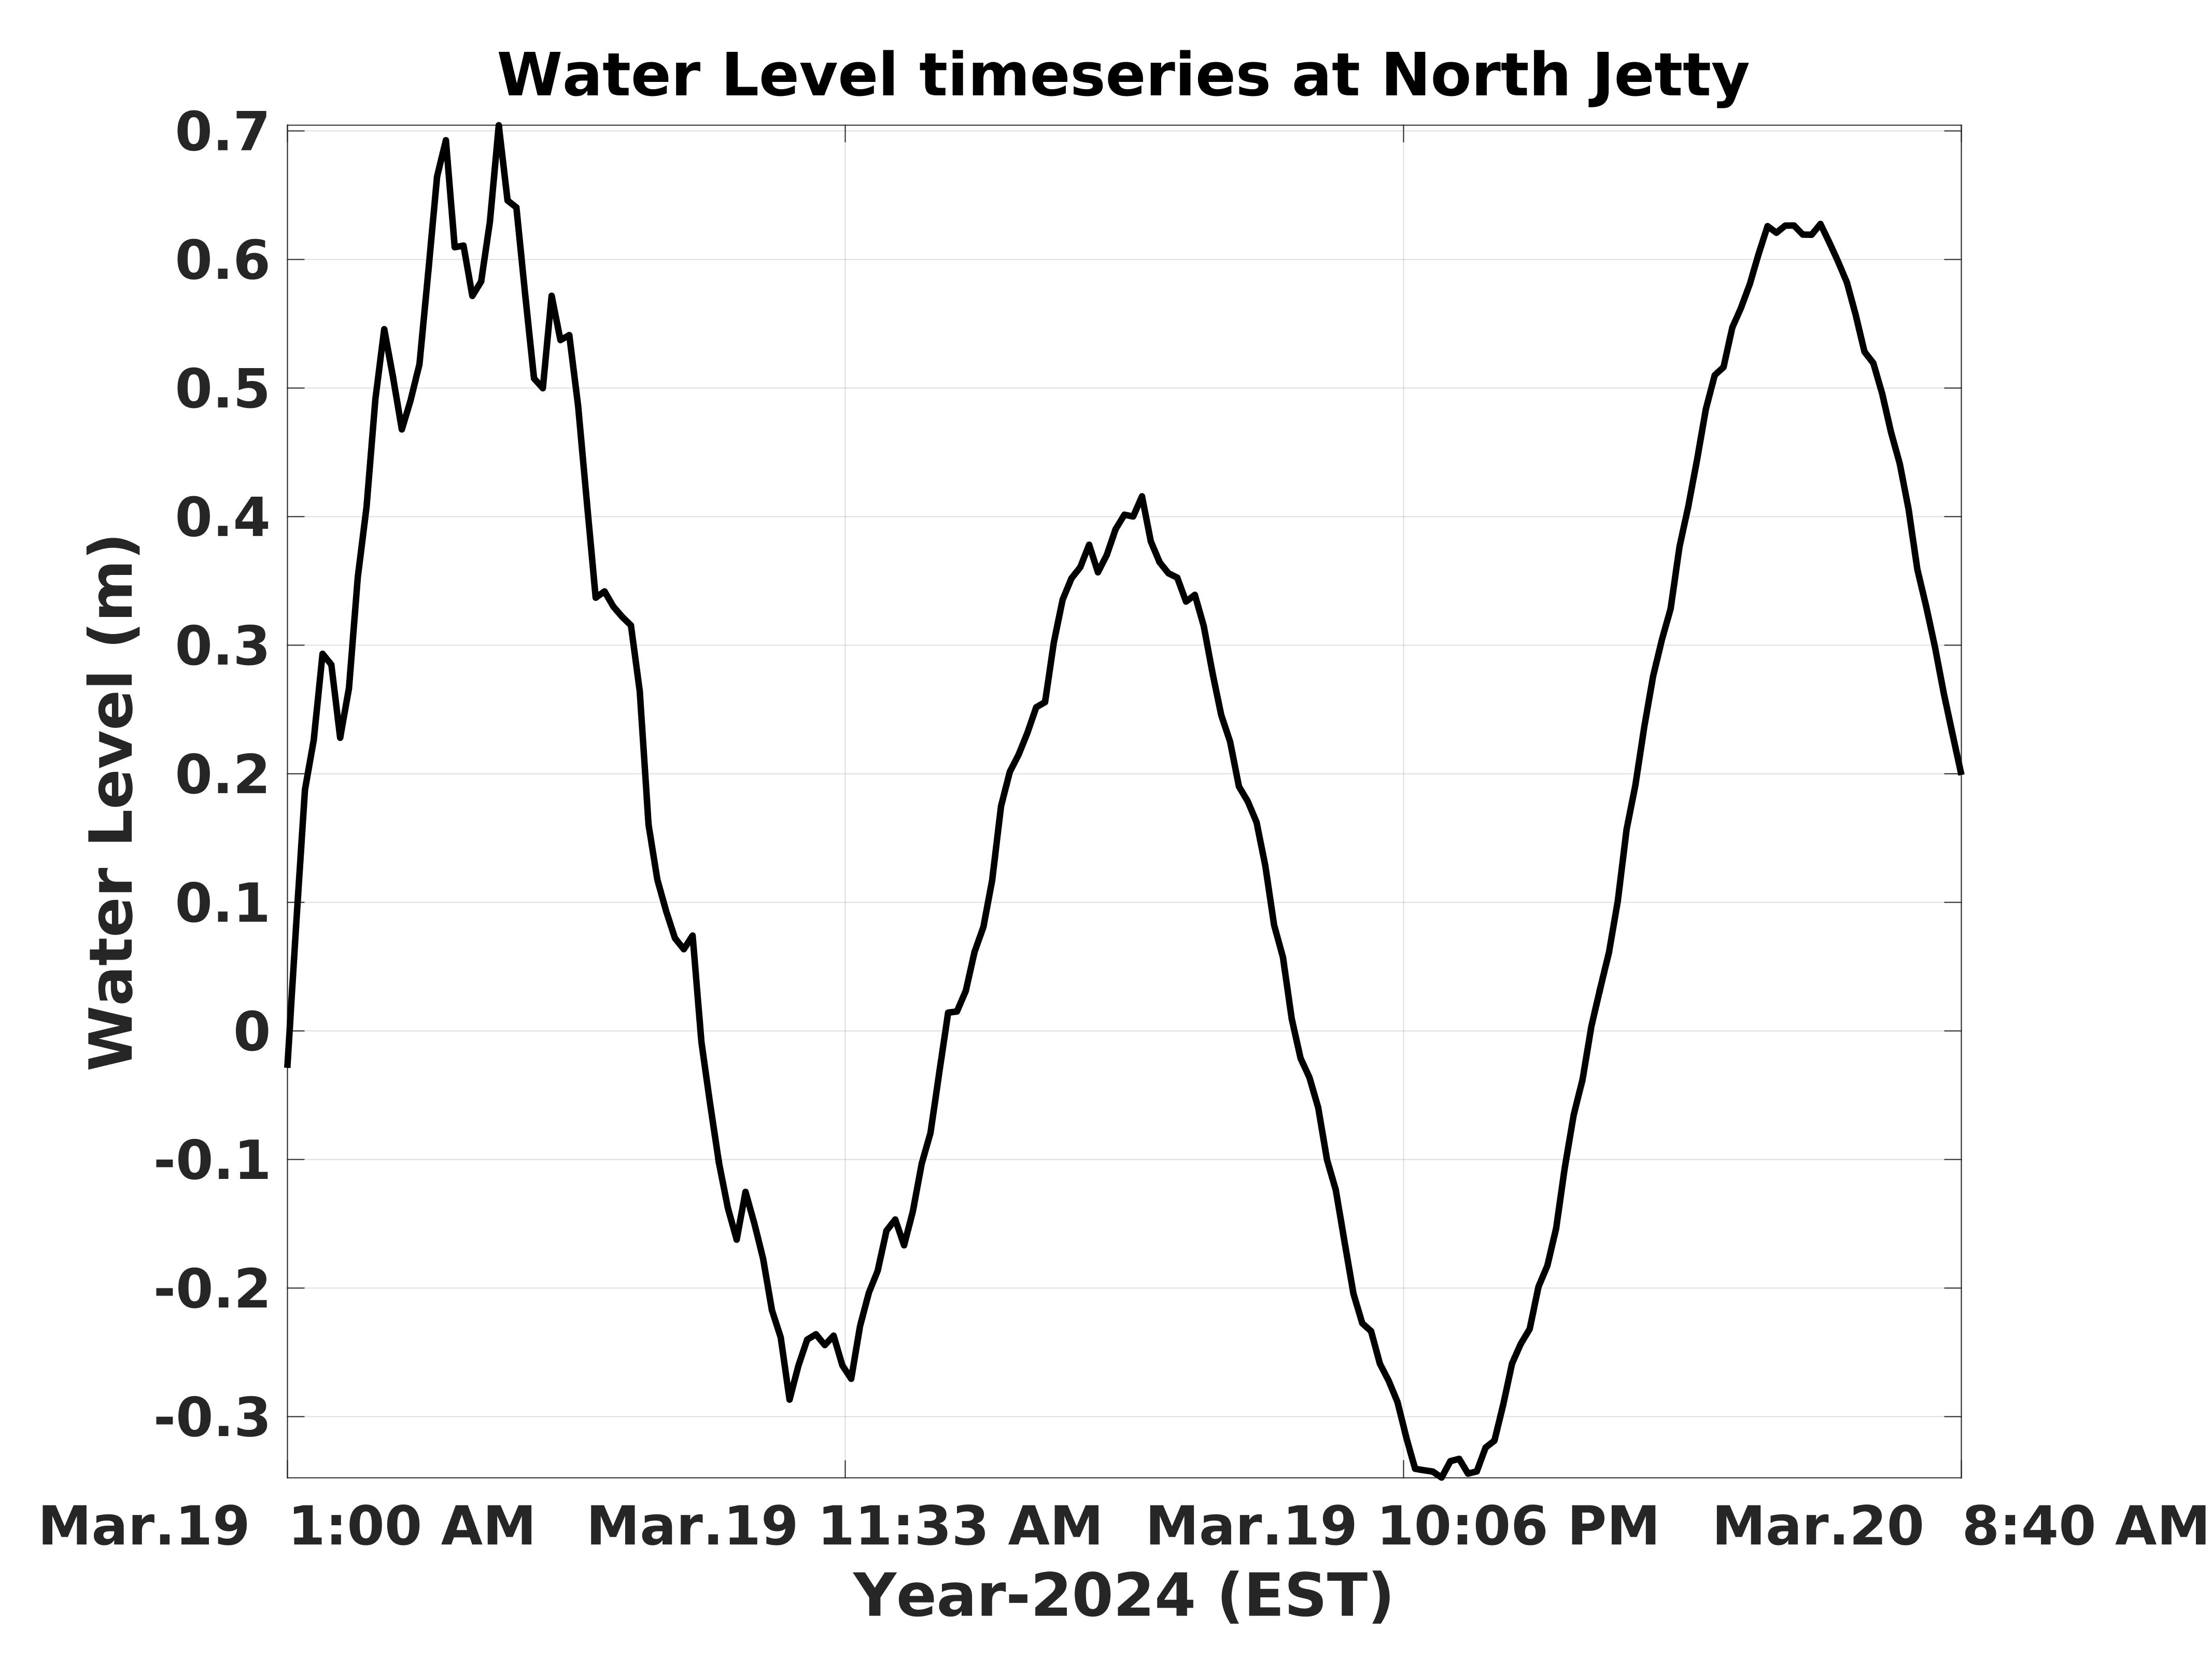 Water Level timeseries at North Jetty
0.7
0.6
0.5
0.4
0.3
0.2
0.1
0
-0.1
-0.2
-0.3
Water Level (m)
Mar.19 1:00 AM Mar.19 11:33 AM Mar.19 10:06 PM Mar.20 8:40 AM
Year-2024 (EST)